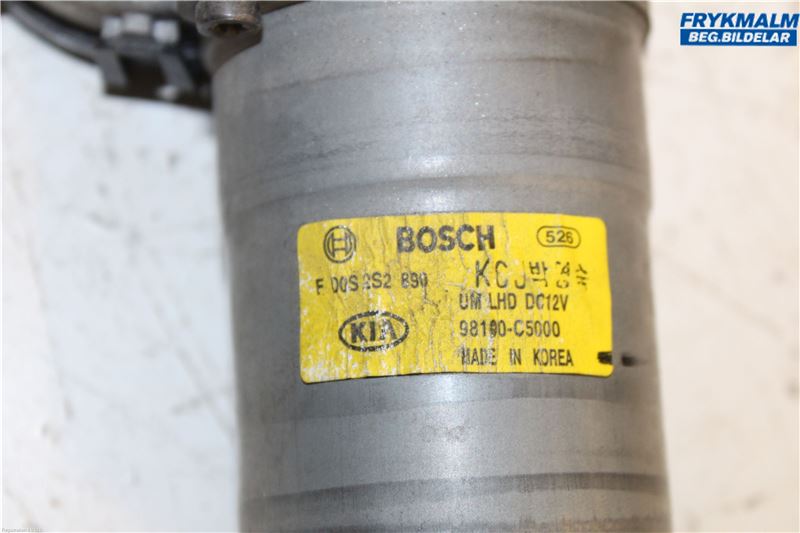 FRYKMALM
BEG.BILDELAR
BOSCH 526
F 00S 2S2 890
UM LHD DC12V
KIA 98100-C5000
MADE IN KOREA